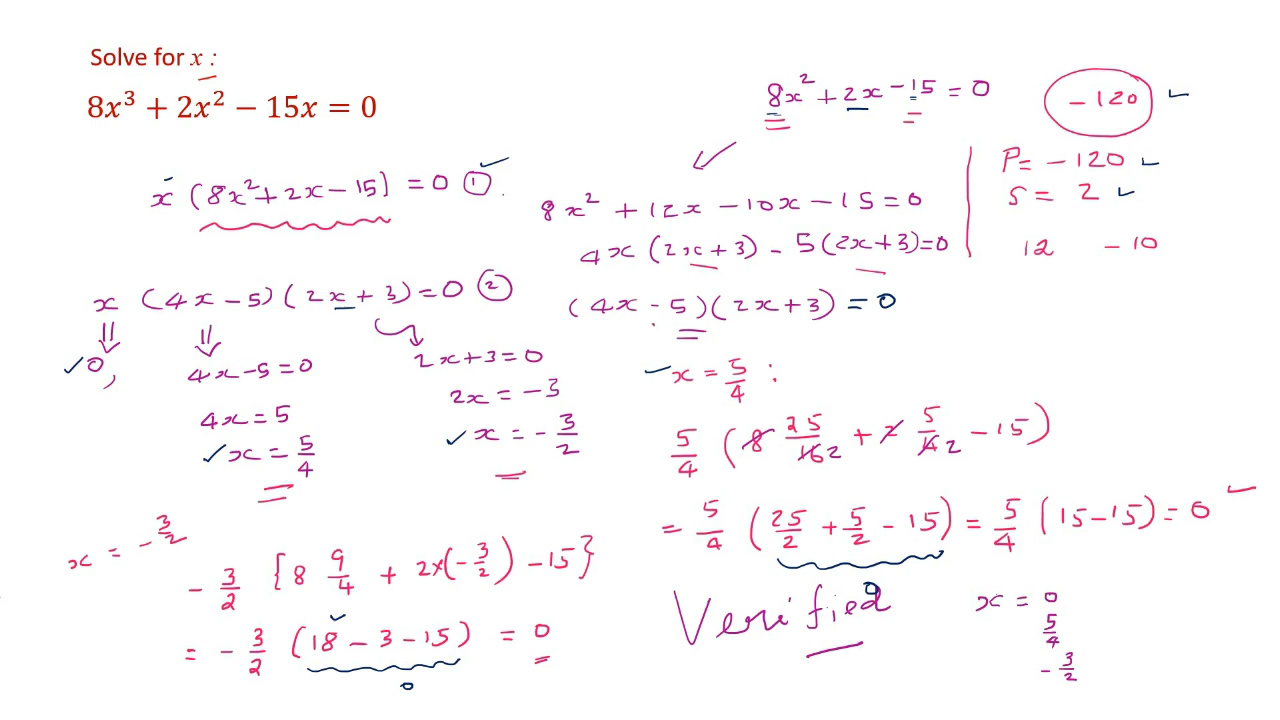 Solve for x :
8x³ + 2x² − 15x = 0
x (8x² + 2x − 15) = 0 ①.
x (4x − 5)(2x + 3) = 0 ②
0,
4x − 5 = 0
4x = 5
x = 5/4
2x + 3 = 0
2x = −3
x = − 3/2
8x² + 2x − 15 = 0
−120
P = −120
S = 2
12 −10
8x² + 12x − 10x − 15 = 0
4x (2x + 3) − 5(2x + 3) = 0
(4x − 5)(2x + 3) = 0
x = 5/4 :
5/4 (8 25/16 2 + 2 5/4 2 − 15)
= 5/4 (25/2 + 5/2 − 15) = 5/4 (15 − 15) = 0
0
x = − 3/2
− 3/2 {8 9/4 + 2×(− 3/2) − 15}
= − 3/2 (18 − 3 − 15) = 0
0
Verified
x = 0
5/4
− 3/2